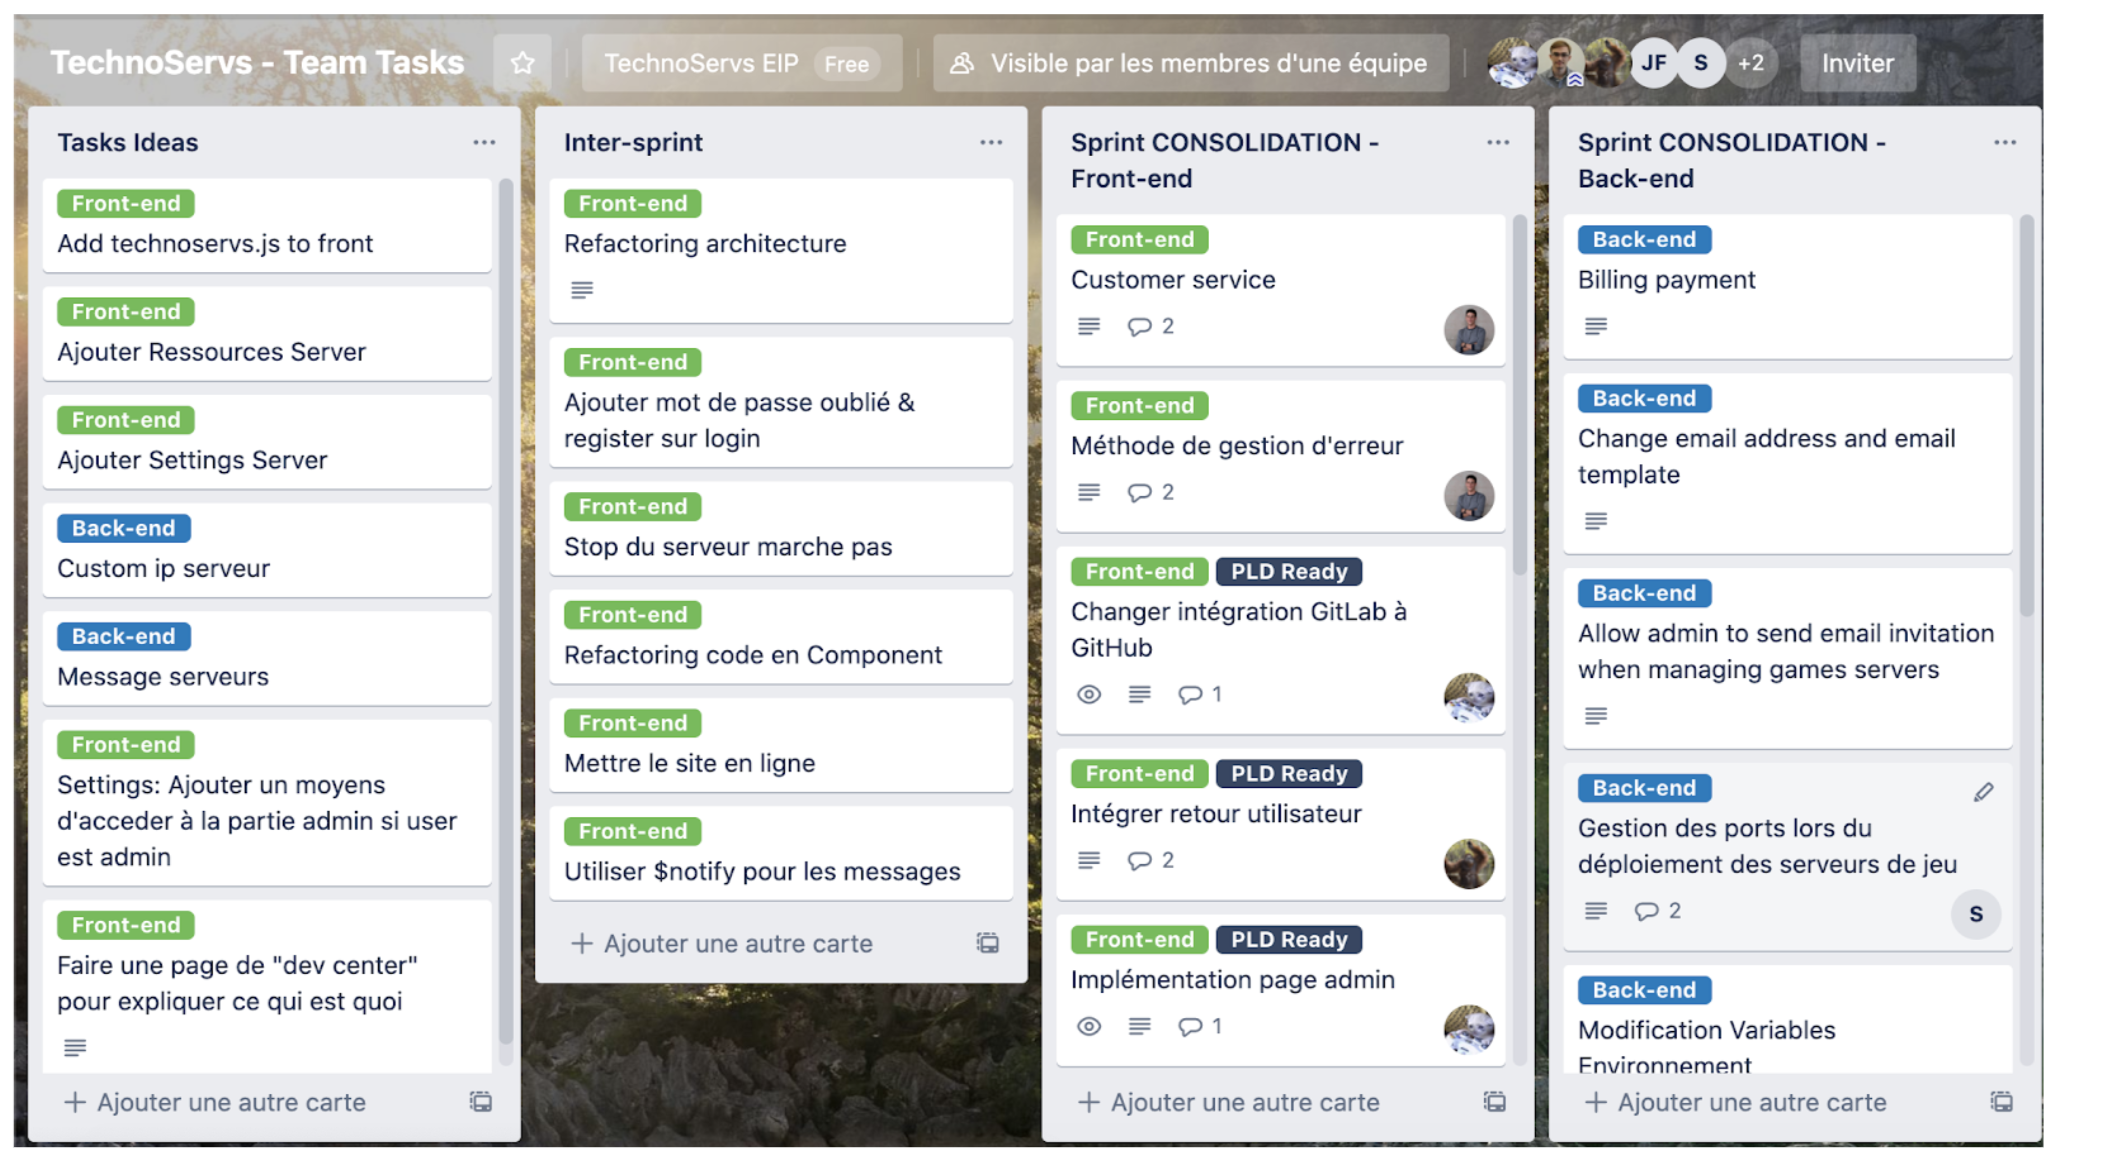 TechnoServs - Team Tasks
TechnoServs EIP Free
Visible par les membres d'une équipe
JF
S
+2
Inviter
Tasks Ideas
Front-end
Add technoservs.js to front
Front-end
Ajouter Ressources Server
Front-end
Ajouter Settings Server
Back-end
Custom ip serveur
Back-end
Message serveurs
Front-end
Settings: Ajouter un moyens
d'acceder à la partie admin si user
est admin
Front-end
Faire une page de "dev center"
pour expliquer ce qui est quoi
+ Ajouter une autre carte
Inter-sprint
Front-end
Refactoring architecture
Front-end
Ajouter mot de passe oublié &
register sur login
Front-end
Stop du serveur marche pas
Front-end
Refactoring code en Component
Front-end
Mettre le site en ligne
Front-end
Utiliser $notify pour les messages
+ Ajouter une autre carte
Sprint CONSOLIDATION -
Front-end
Front-end
Customer service
2
Front-end
Méthode de gestion d'erreur
2
Front-end PLD Ready
Changer intégration GitLab à
GitHub
1
Front-end PLD Ready
Intégrer retour utilisateur
2
Front-end PLD Ready
Implémentation page admin
1
+ Ajouter une autre carte
Sprint CONSOLIDATION -
Back-end
Back-end
Billing payment
Back-end
Change email address and email
template
Back-end
Allow admin to send email invitation
when managing games servers
Back-end
Gestion des ports lors du
déploiement des serveurs de jeu
2
S
Back-end
Modification Variables
Environnement
+ Ajouter une autre carte